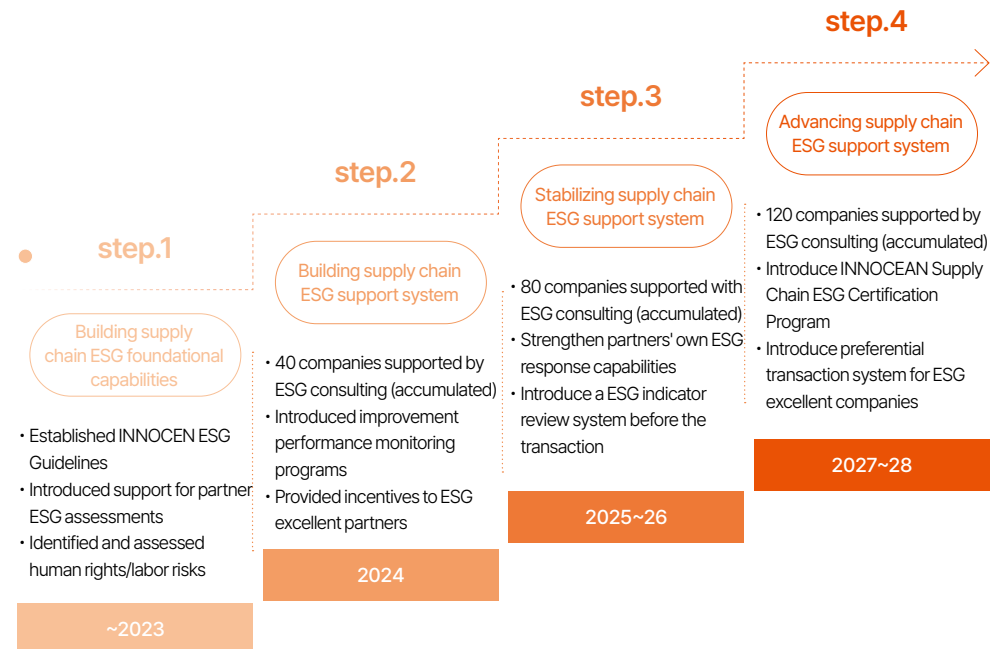 step.1
Building supply
chain ESG foundational
capabilities
• Established INNOCEN ESG
Guidelines
• Introduced support for partner
ESG assessments
• Identified and assessed
human rights/labor risks
~2023
step.2
Building supply chain
ESG support system
• 40 companies supported by
ESG consulting (accumulated)
• Introduced improvement
performance monitoring
programs
• Provided incentives to ESG
excellent partners
2024
step.3
Stabilizing supply chain
ESG support system
• 80 companies supported with
ESG consulting (accumulated)
• Strengthen partners' own ESG
response capabilities
• Introduce a ESG indicator
review system before the
transaction
2025~26
step.4
Advancing supply chain
ESG support system
• 120 companies supported by
ESG consulting (accumulated)
• Introduce INNOCEAN Supply
Chain ESG Certification
Program
• Introduce preferential
transaction system for ESG
excellent companies
2027~28